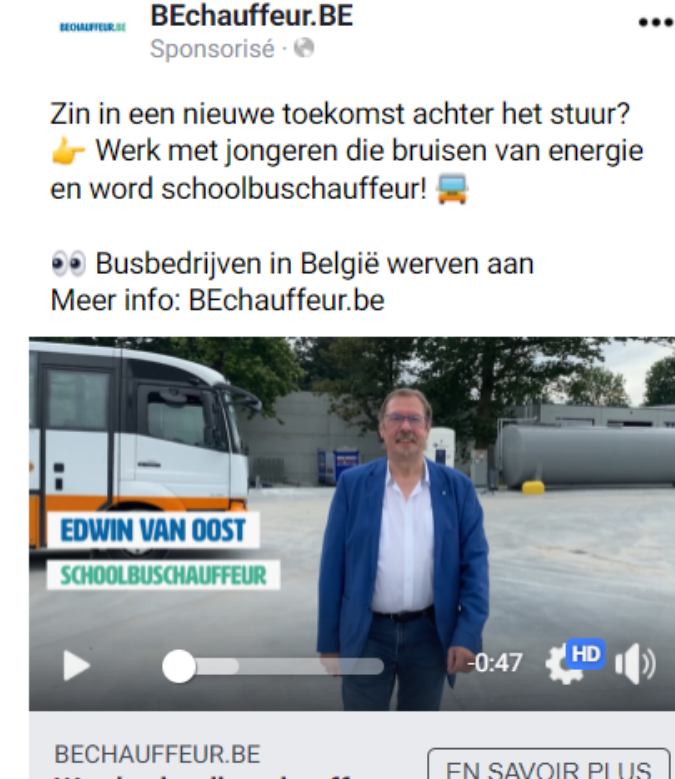 BECHAUFFEUR.BE
BEchauffeur.BE
Sponsorisé ·
Zin in een nieuwe toekomst achter het stuur?
👉 Werk met jongeren die bruisen van energie
en word schoolbuschauffeur! 🚍
👀 Busbedrijven in België werven aan
Meer info: BEchauffeur.be
EDWIN VAN OOST
SCHOOLBUSCHAUFFEUR
-0:47
HD
BECHAUFFEUR.BE
EN SAVOIR PLUS